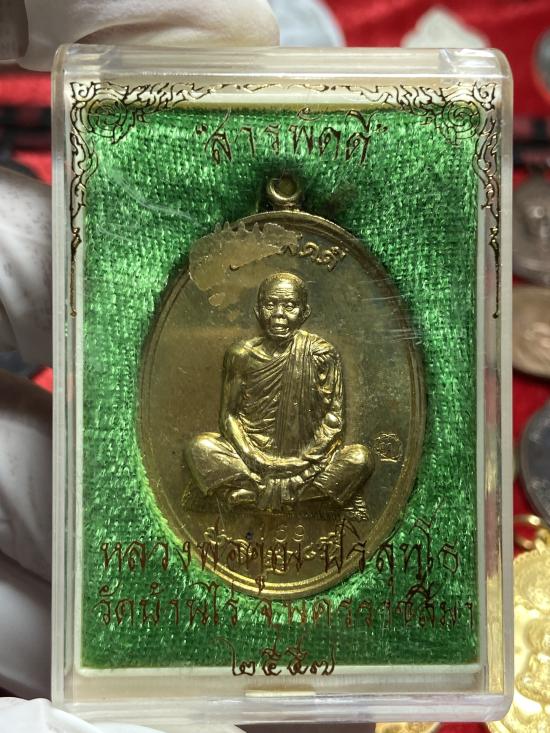 "สารพัดดี"
หลวงพ่อคูณ ปริสุทฺโธ
วัดบ้านไร่ จ.นครราชสีมา
๒๕๕๗